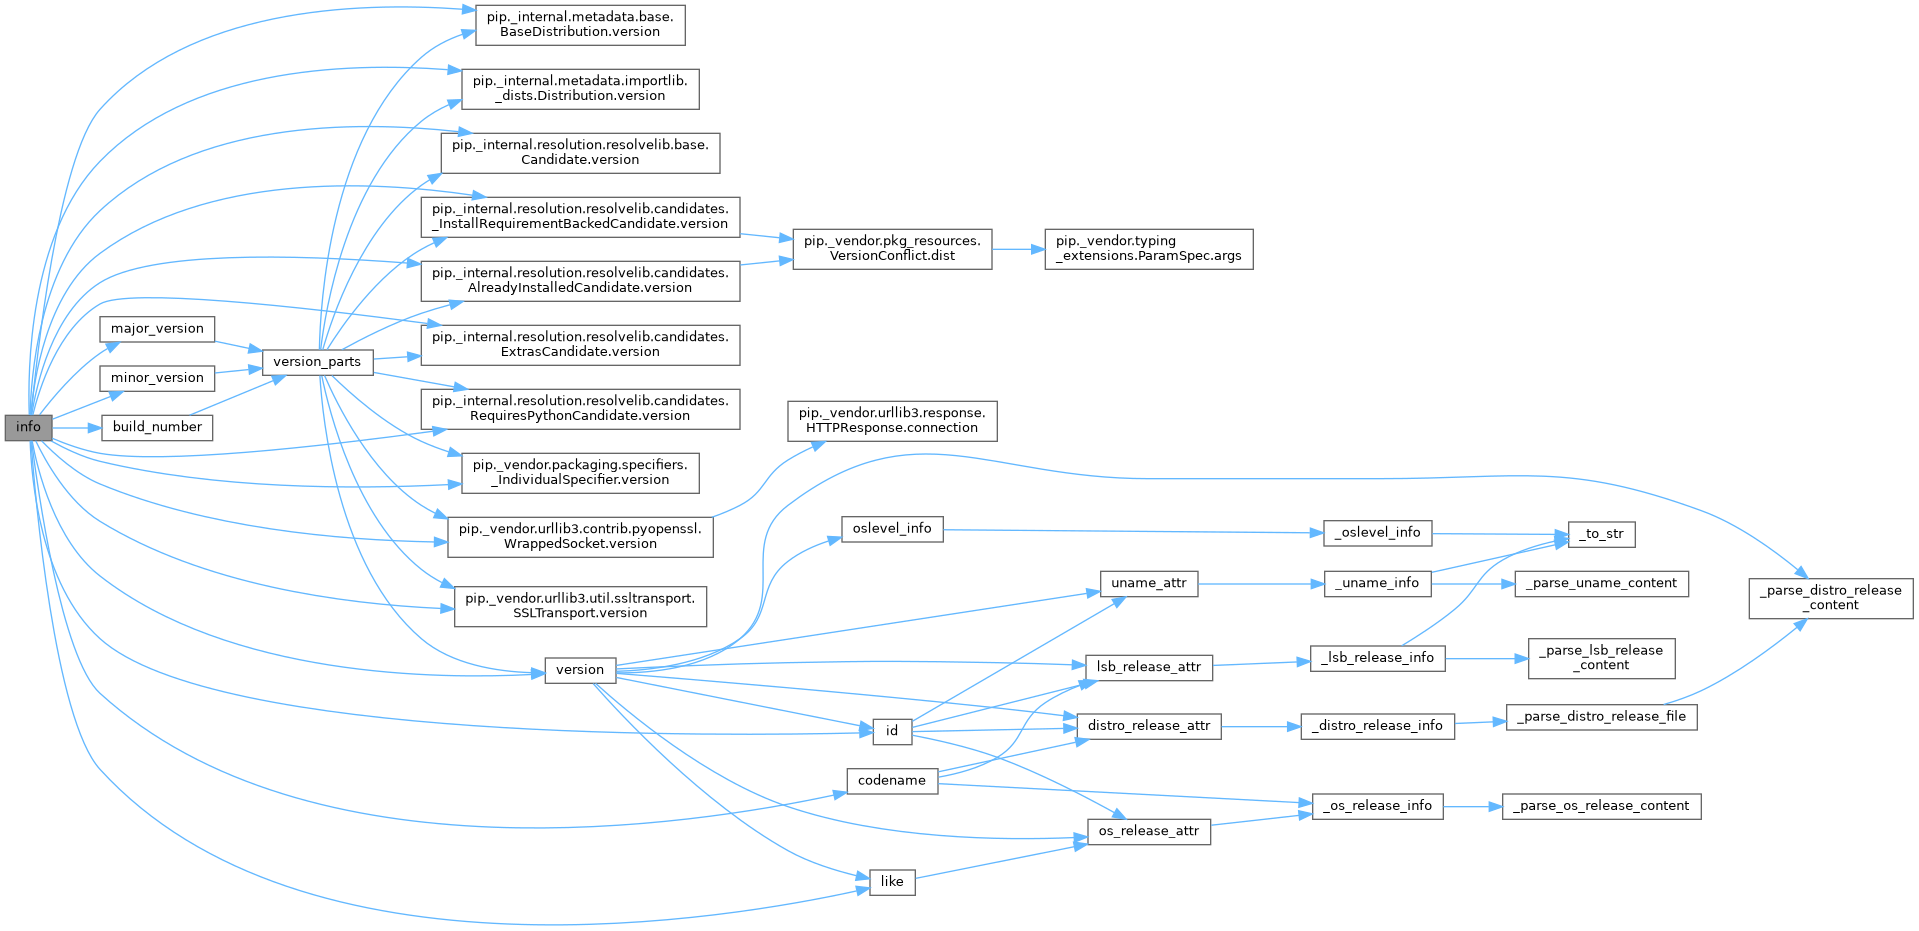 pip._internal.metadata.base.
BaseDistribution.version
pip._internal.metadata.importlib.
_dists.Distribution.version
pip._internal.resolution.resolvelib.base.
Candidate.version
pip._internal.resolution.resolvelib.candidates.
_InstallRequirementBackedCandidate.version
pip._vendor.pkg_resources.
VersionConflict.dist
pip._vendor.typing
_extensions.ParamSpec.args
pip._internal.resolution.resolvelib.candidates.
AlreadyInstalledCandidate.version
major_version
pip._internal.resolution.resolvelib.candidates.
ExtrasCandidate.version
version_parts
minor_version
pip._internal.resolution.resolvelib.candidates.
RequiresPythonCandidate.version
info
build_number
pip._vendor.urllib3.response.
HTTPResponse.connection
pip._vendor.packaging.specifiers.
_IndividualSpecifier.version
pip._vendor.urllib3.contrib.pyopenssl.
WrappedSocket.version
oslevel_info
_oslevel_info
_to_str
pip._vendor.urllib3.util.ssltransport.
SSLTransport.version
uname_attr
_uname_info
_parse_uname_content
_parse_distro_release
_content
version
lsb_release_attr
_lsb_release_info
_parse_lsb_release
_content
id
distro_release_attr
_distro_release_info
_parse_distro_release_file
codename
_os_release_info
_parse_os_release_content
os_release_attr
like